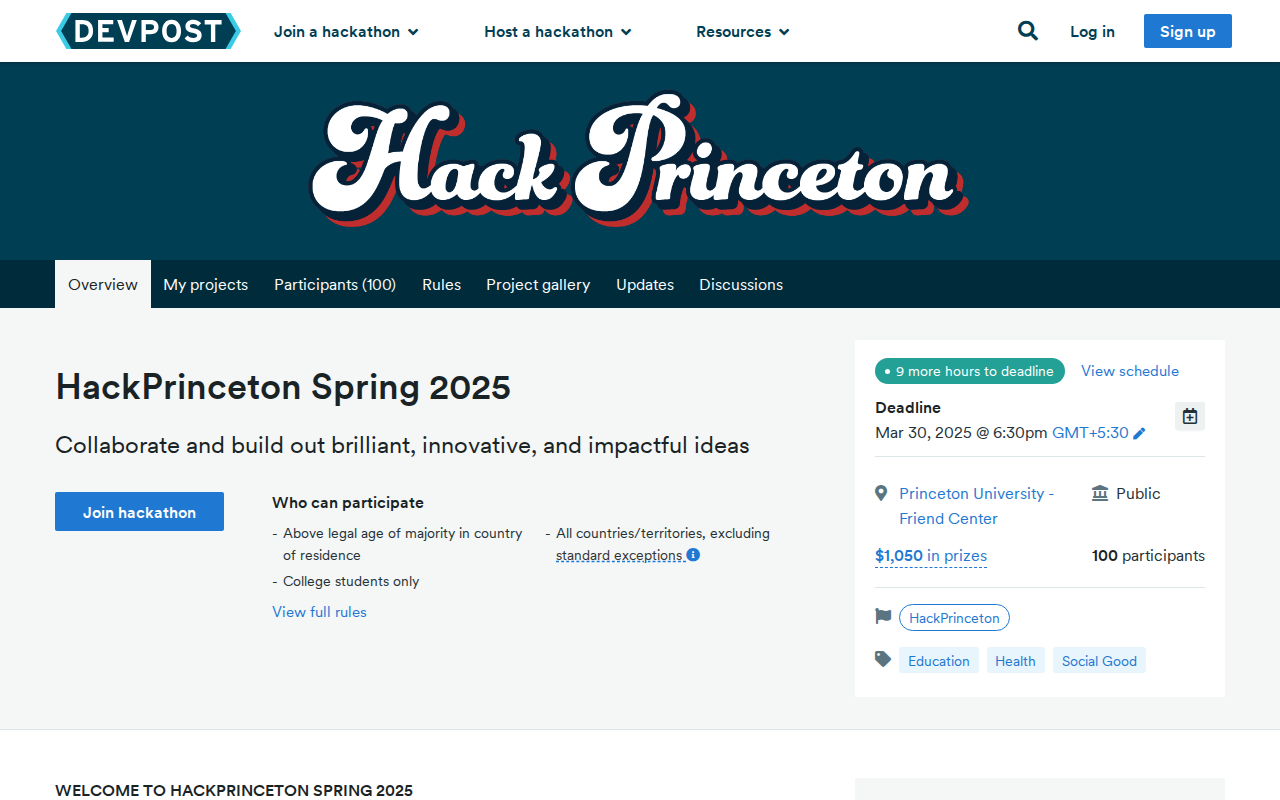 DEVPOST
Join a hackathon
Host a hackathon
Resources
Log in
Sign up
Hack Princeton
Overview
My projects
Participants (100)
Rules
Project gallery
Updates
Discussions
HackPrinceton Spring 2025
Collaborate and build out brilliant, innovative, and impactful ideas
Join hackathon
Who can participate
- Above legal age of majority in country
of residence
- College students only
- All countries/territories, excluding
standard exceptions
View full rules
9 more hours to deadline
View schedule
Deadline
Mar 30, 2025 @ 6:30pm GMT+5:30
Princeton University -
Friend Center
Public
$1,050 in prizes
100 participants
HackPrinceton
Education
Health
Social Good
WELCOME TO HACKPRINCETON SPRING 2025